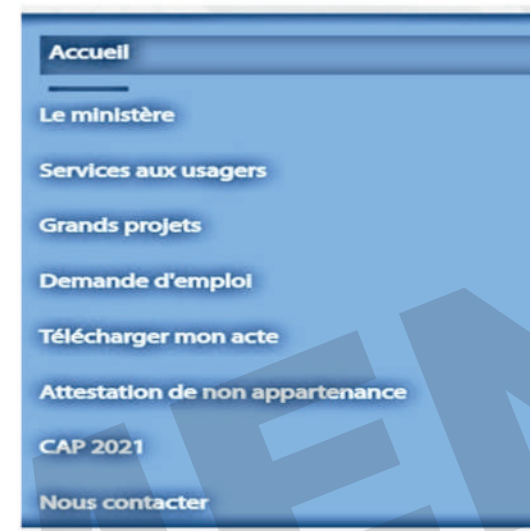 Accueil
Le ministère
Services aux usagers
Grands projets
Demande d'emploi
Télécharger mon acte
Attestation de non appartenance
CAP 2021
Nous contacter